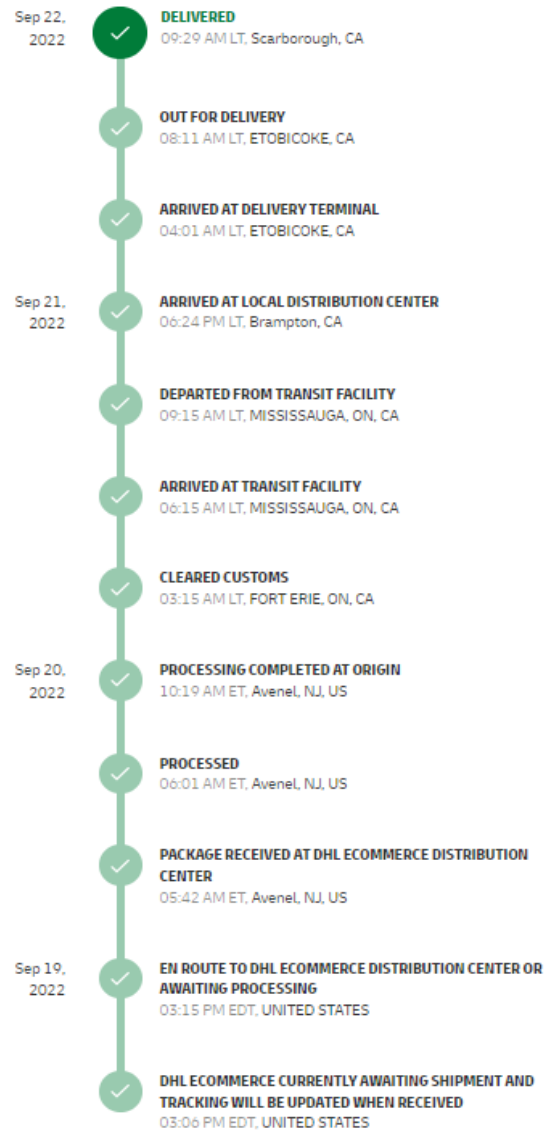 Sep 22,
2022
DELIVERED
09:29 AM LT, Scarborough, CA
OUT FOR DELIVERY
08:11 AM LT, ETOBICOKE, CA
ARRIVED AT DELIVERY TERMINAL
04:01 AM LT, ETOBICOKE, CA
Sep 21,
2022
ARRIVED AT LOCAL DISTRIBUTION CENTER
06:24 PM LT, Brampton, CA
DEPARTED FROM TRANSIT FACILITY
09:15 AM LT, MISSISSAUGA, ON, CA
ARRIVED AT TRANSIT FACILITY
06:15 AM LT, MISSISSAUGA, ON, CA
CLEARED CUSTOMS
03:15 AM LT, FORT ERIE, ON, CA
Sep 20,
2022
PROCESSING COMPLETED AT ORIGIN
10:19 AM ET, Avenel, NJ, US
PROCESSED
06:01 AM ET, Avenel, NJ, US
PACKAGE RECEIVED AT DHL ECOMMERCE DISTRIBUTION
CENTER
05:42 AM ET, Avenel, NJ, US
Sep 19,
2022
EN ROUTE TO DHL ECOMMERCE DISTRIBUTION CENTER OR
AWAITING PROCESSING
03:15 PM EDT, UNITED STATES
DHL ECOMMERCE CURRENTLY AWAITING SHIPMENT AND
TRACKING WILL BE UPDATED WHEN RECEIVED
03:06 PM EDT, UNITED STATES